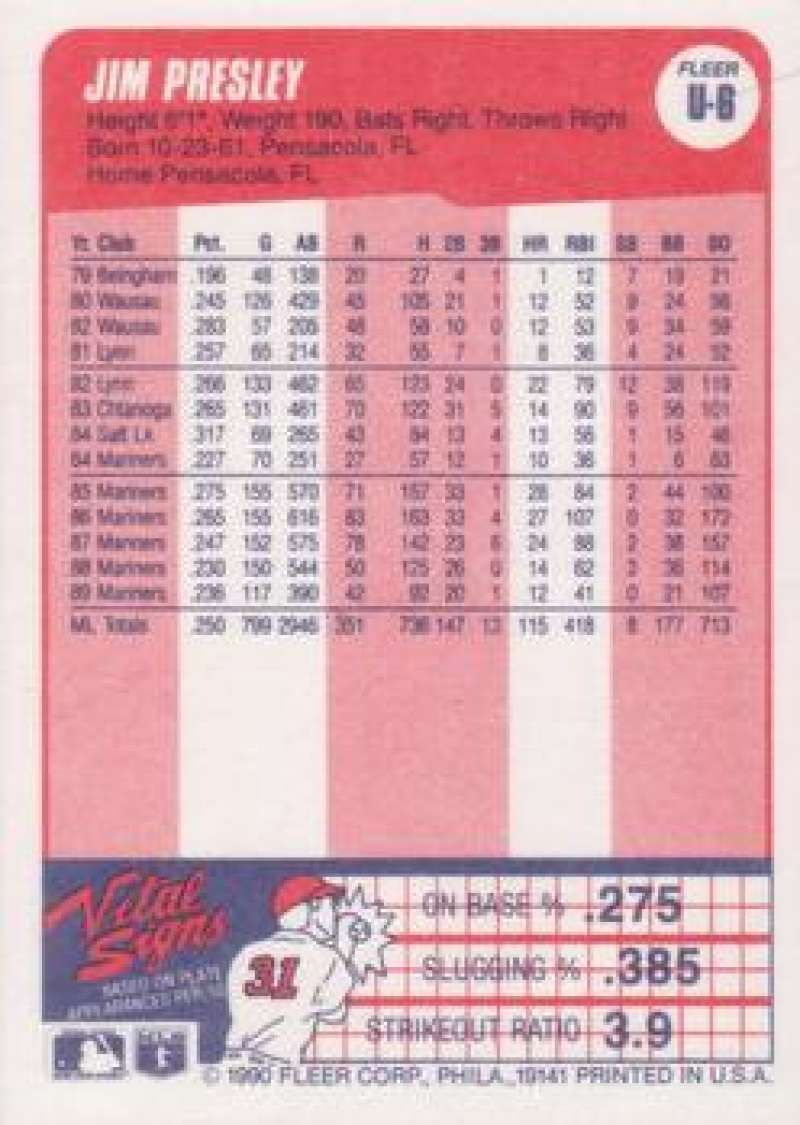 JIM PRESLEY
FLEER
U-6
Height 6'1", Weight 190, Bats Right, Throws Right
Born 10-23-61, Pensacola, FL
Home Pensacola, FL
Yr. Club Pct. G AB R H 2B 3B HR RBI SB BB SO
79 Belngham .196 48 138 20 27 4 1 1 12 7 19 21
80 Wausau .245 126 429 45 105 21 1 12 52 9 24
82 Wausau .283 57 205 48 58 10 0 12 53 9 34 59
81 Lynn .257 65 214 32 55 7 1 8 36 4 24 52
82 Lynn .266 133 462 65 123 24 0 22 79 12 38 119
83 Chtanoga .265 131 461 70 122 31 5 14 90 9 56 101
84 Salt Lk .317 69 265 43 84 13 4 13 56 1 15 48
84 Mariners .227 70 251 27 57 12 1 10 36 1 6 63
85 Mariners .275 155 570 71 157 33 1 28 84 2 44 100
86 Mariners .265 155 616 83 163 33 4 27 107 0 32 172
87 Mariners .247 152 575 78 142 23 6 24 88 2 38 157
88 Mariners .230 150 544 50 125 26 0 14 62 3 36 114
89 Mariners .236 117 390 42 92 20 1 12 41 0 21 107
ML Totals .250 799 2946 351 736 147 13 115 418 8 177 713
Vital
Signs
BASED ON PLATE
APPEARANCES PER SO
31
ON BASE % .275
SLUGGING % .385
STRIKEOUT RATIO 3.9
© 1990 FLEER CORP., PHILA., 19141 PRINTED IN U.S.A.